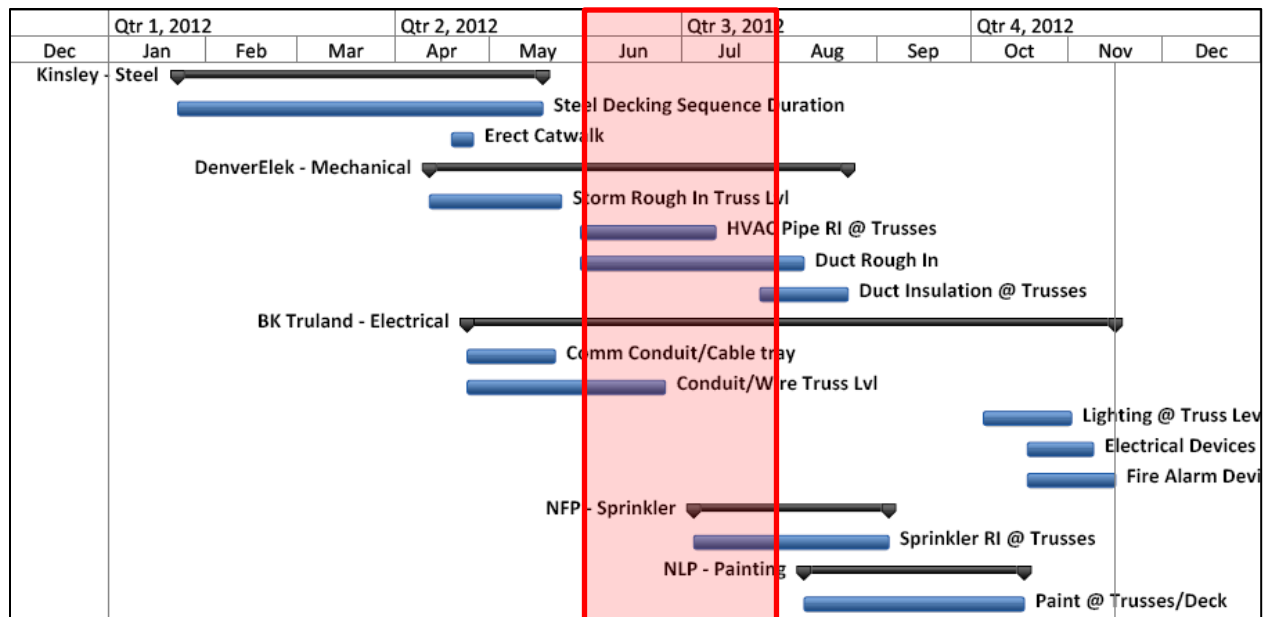 Qtr 1, 2012 Qtr 2, 2012 Qtr 3, 2012 Qtr 4, 2012
Dec Jan Feb Mar Apr May Jun Jul Aug Sep Oct Nov Dec
Kinsley - Steel
Steel Decking Sequence Duration
Erect Catwalk
DenverElek - Mechanical
Storm Rough In Truss Lvl
HVAC Pipe RI @ Trusses
Duct Rough In
Duct Insulation @ Trusses
BK Truland - Electrical
Comm Conduit/Cable tray
Conduit/Wire Truss Lvl
Lighting @ Truss Lev
Electrical Devices
Fire Alarm Devi
NFP - Sprinkler
Sprinkler RI @ Trusses
NLP - Painting
Paint @ Trusses/Deck